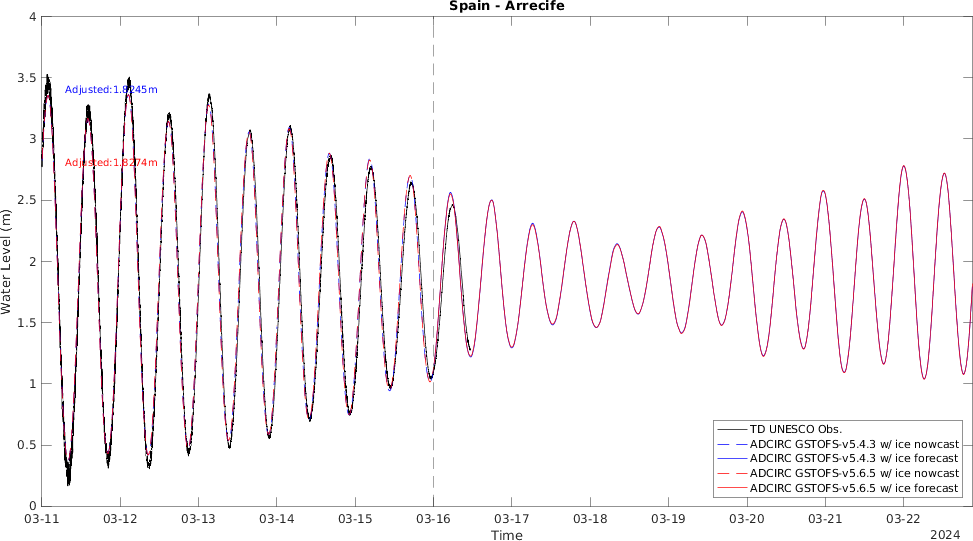 Spain - Arrecife
4
3.5
3
2.5
2
1.5
1
0.5
0
Water Level (m)
Adjusted:1.8245m
Adjusted:1.8274m
TD UNESCO Obs.
ADCIRC GSTOFS-v5.4.3 w/ ice nowcast
ADCIRC GSTOFS-v5.4.3 w/ ice forecast
ADCIRC GSTOFS-v5.6.5 w/ ice nowcast
ADCIRC GSTOFS-v5.6.5 w/ ice forecast
03-11 03-12 03-13 03-14 03-15 03-16 03-17 03-18 03-19 03-20 03-21 03-22
Time
2024